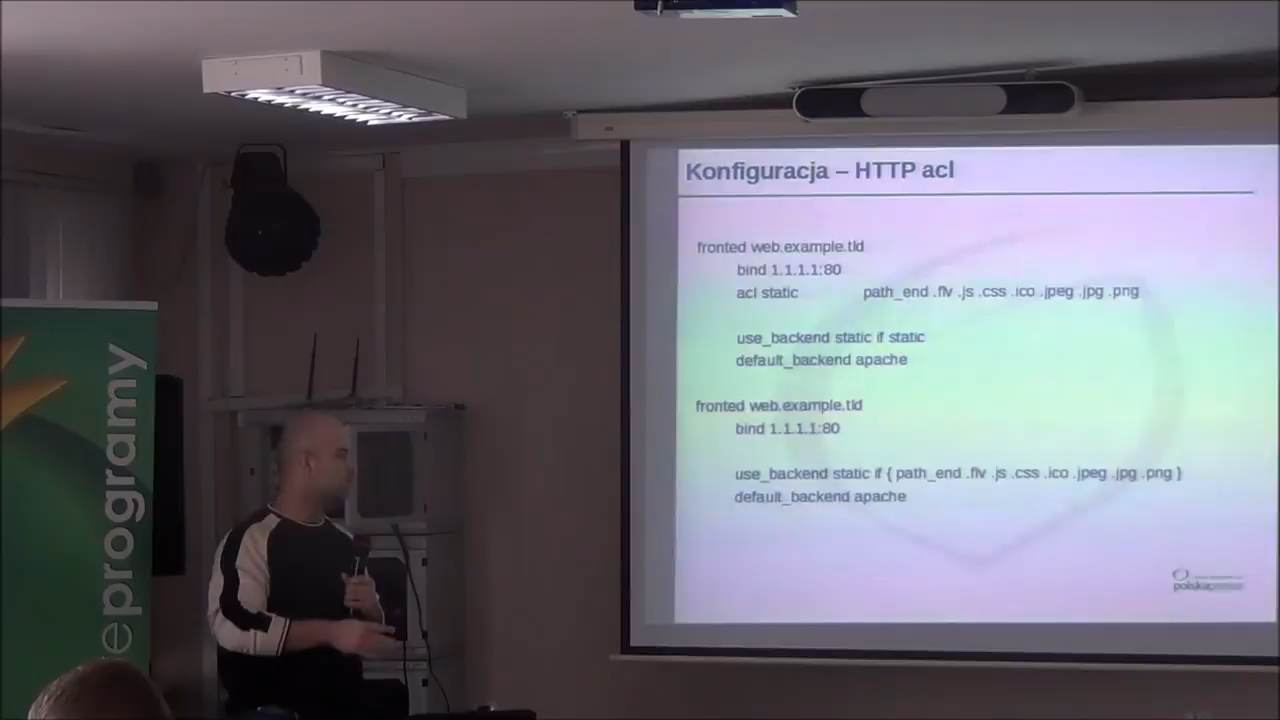 Konfiguracja – HTTP acl
fronted web.example.tld
bind 1.1.1.1:80
acl static path_end .flv .js .css .ico .jpeg .jpg .png
use_backend static if static
default_backend apache
fronted web.example.tld
bind 1.1.1.1:80
use_backend static if { path_end .flv .js .css .ico .jpeg .jpg .png }
default_backend apache
eprogramy